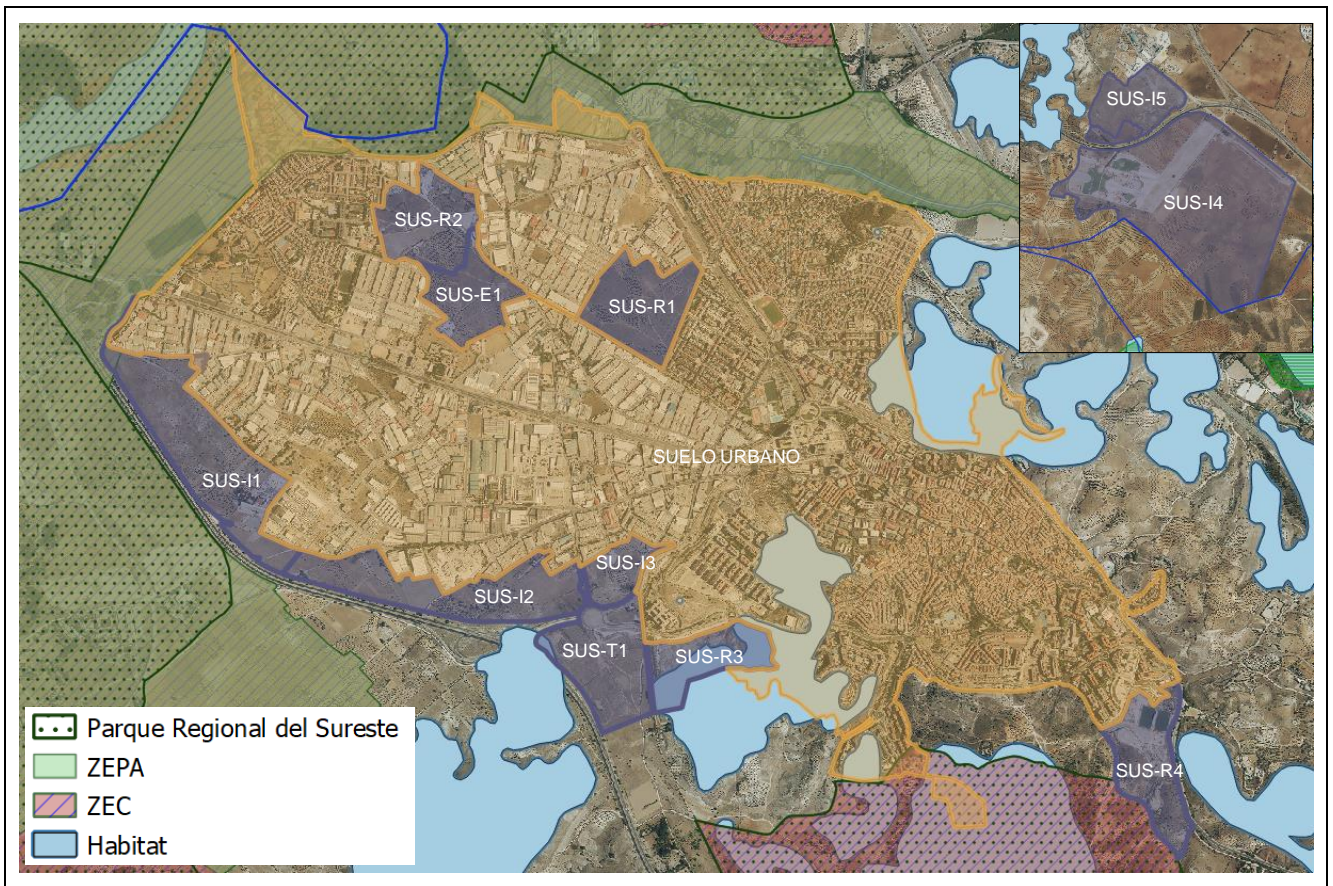 SUS-I5
SUS-I4
SUS-R2
SUS-E1
SUS-R1
SUELO URBANO
SUS-I1
SUS-I3
SUS-I2
SUS-T1
SUS-R3
SUS-R4
Parque Regional del Sureste
ZEPA
ZEC
Habitat